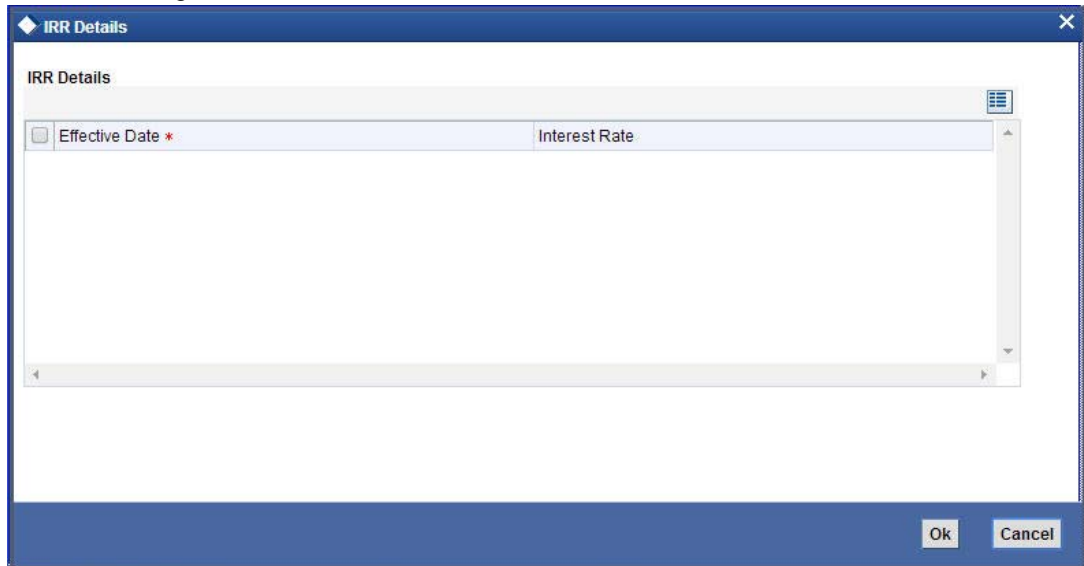 IRR Details
IRR Details
Effective Date *
Interest Rate
Ok
Cancel